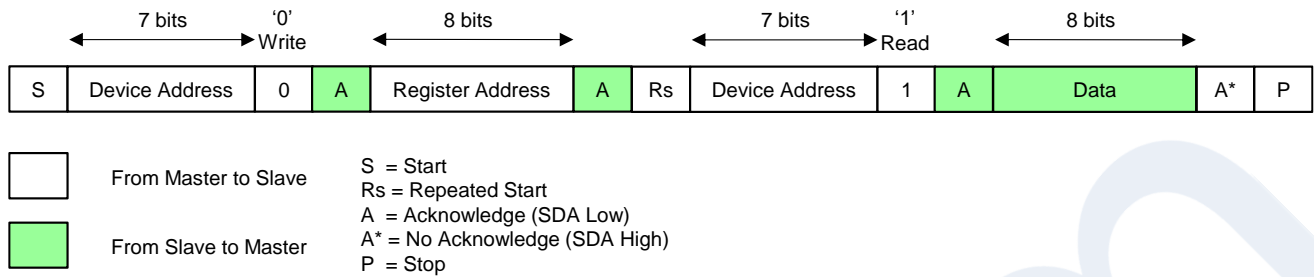 7 bits ‘0’ 8 bits 7 bits ‘1’ 8 bits
Write Read
S Device Address 0 A Register Address A Rs Device Address 1 A Data A* P
From Master to Slave
From Slave to Master
S = Start
Rs = Repeated Start
A = Acknowledge (SDA Low)
A* = No Acknowledge (SDA High)
P = Stop